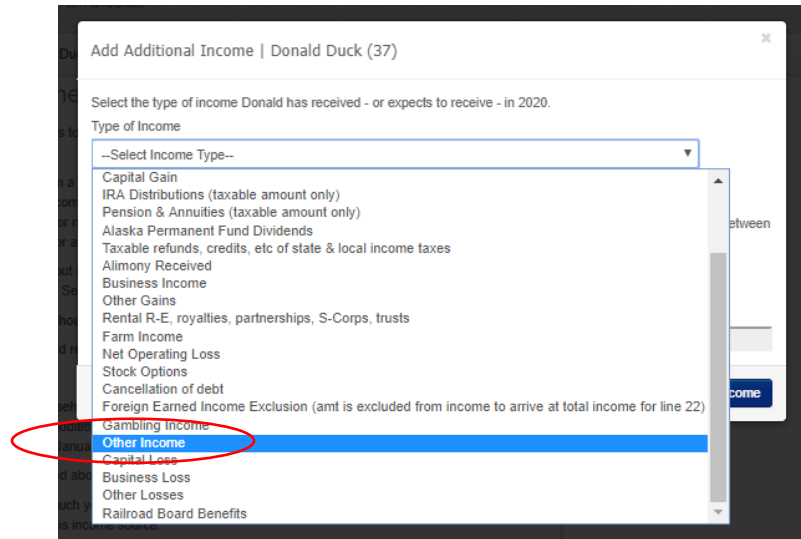 Add Additional Income | Donald Duck (37)
Select the type of income Donald has received - or expects to receive - in 2020.
Type of Income
--Select Income Type--
Capital Gain
IRA Distributions (taxable amount only)
Pension & Annuities (taxable amount only)
Alaska Permanent Fund Dividends
Taxable refunds, credits, etc of state & local income taxes
Alimony Received
Business Income
Other Gains
Rental R-E, royalties, partnerships, S-Corps, trusts
Farm Income
Net Operating Loss
Stock Options
Cancellation of debt
Foreign Earned Income Exclusion (amt is excluded from income to arrive at total income for line 22)
Gambling Income
Other Income
Capital Loss
Business Loss
Other Losses
Railroad Board Benefits
etween
come
is income source.